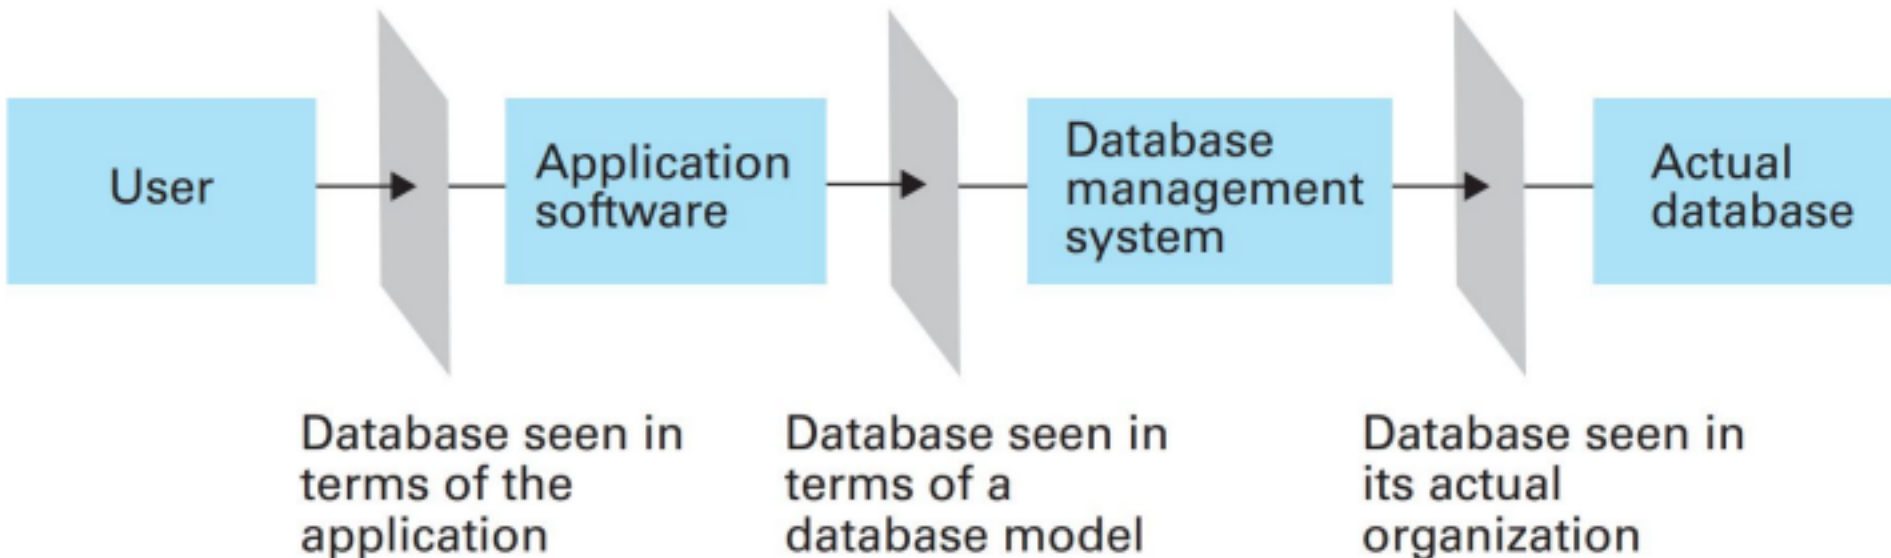 User
Application
software
Database
management
system
Actual
database
Database seen in
terms of the
application
Database seen in
terms of a
database model
Database seen in
its actual
organization